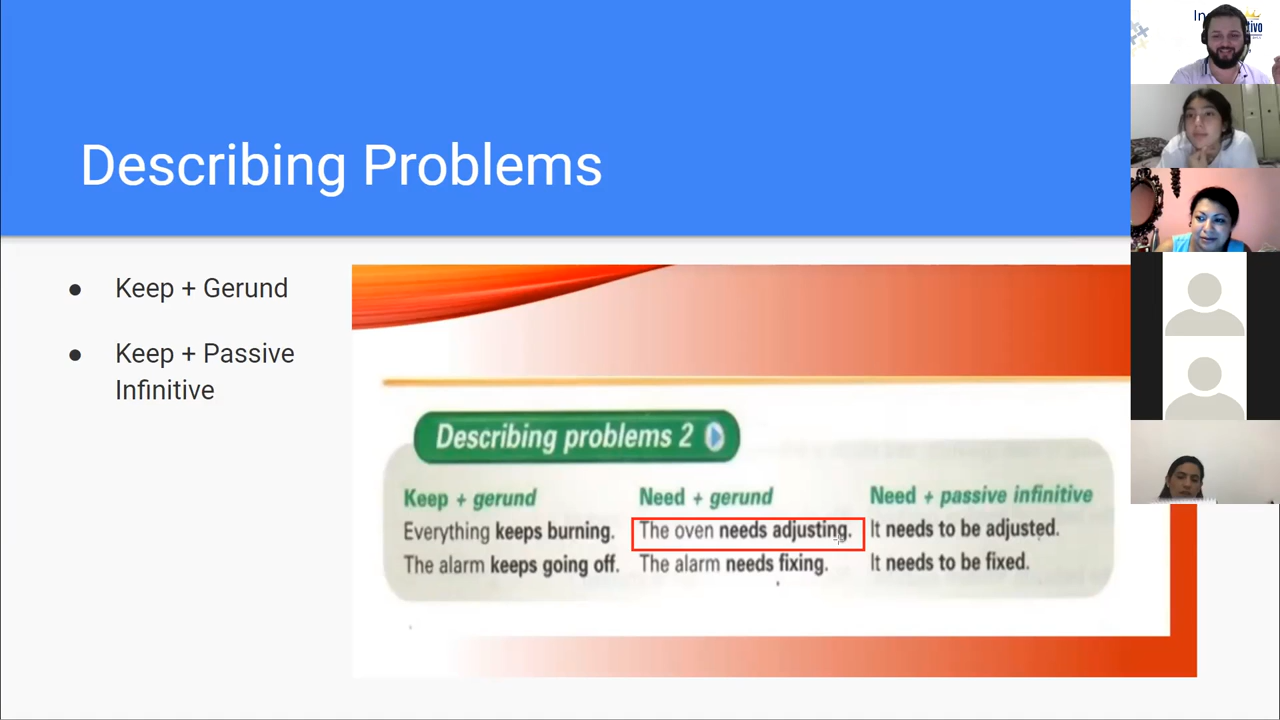 Describing Problems
● Keep + Gerund
● Keep + Passive
Infinitive
Describing problems 2
Keep + gerund
Everything keeps burning.
The alarm keeps going off.
Need + gerund
The oven needs adjusting.
The alarm needs fixing.
Need + passive infinitive
It needs to be adjusted.
It needs to be fixed.